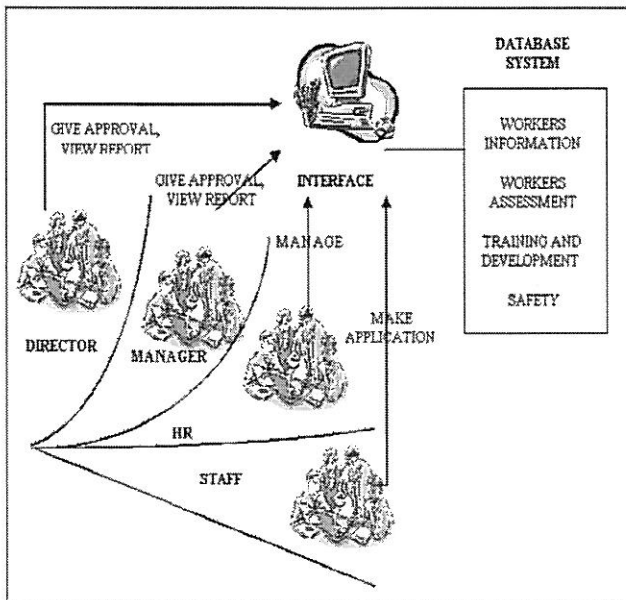 DATABASE
SYSTEM
GIVE APPROVAL,
VIEW REPORT
GIVE APPROVAL,
VIEW REPORT
INTERFACE
WORKERS
INFORMATION
WORKERS
ASSESSMENT
TRAINING AND
DEVELOPMENT
SAFETY
MANAGE
MAKE
APPLICATION
DIRECTOR
MANAGER
HR
STAFF